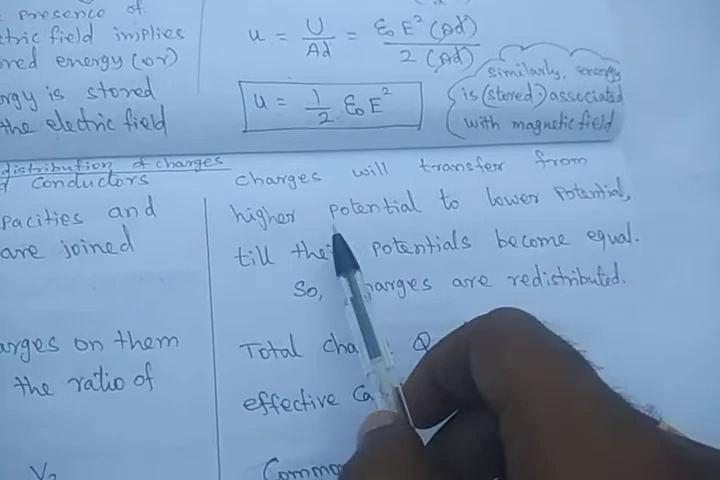 presence of
ctric field implies
red energy (or)
rgy is stored
the electric field
u = U/Ad = ε₀ E² (Ad) / 2 (Ad)
u = 1/2 ε₀ E²
similarly, energy
is (stored) associated
with magnetic field
distribution of charges
conductors
pacities and
are joined
arges on them
the ratio of
V₂
charges will transfer from
higher potential to lower potential,
till the potentials become equal.
So, harges are redistributed.
Total cha Q
effective Ca
Commo